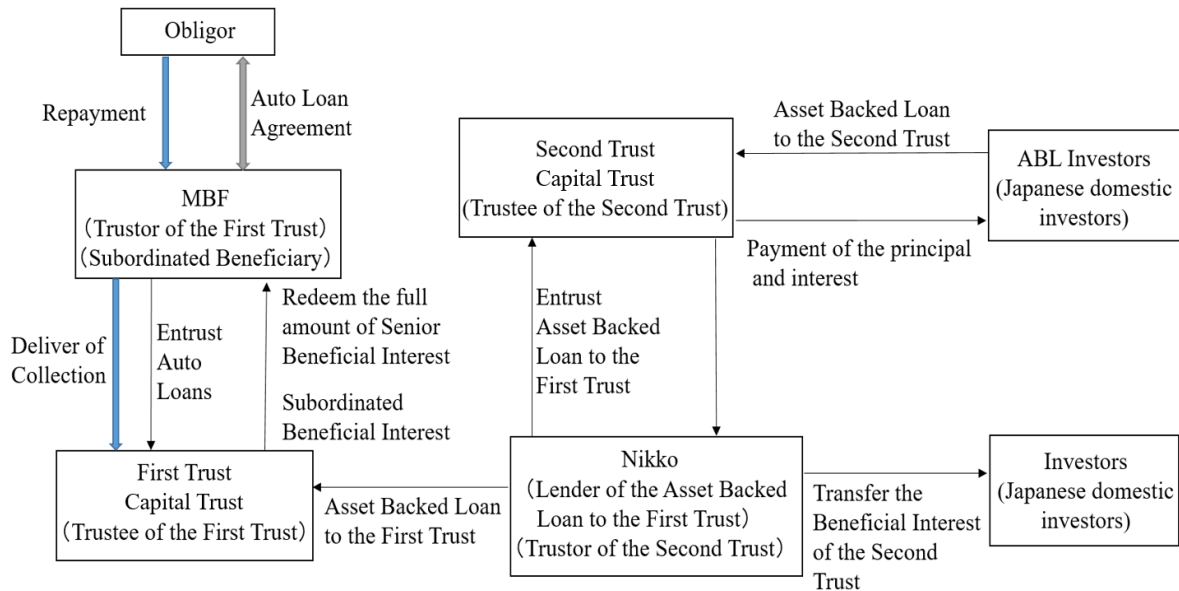 Obligor
Repayment
Auto Loan
Agreement
MBF
（Trustor of the First Trust）
（Subordinated Beneficiary）
Deliver of
Collection
Entrust
Auto
Loans
Redeem the full
amount of Senior
Beneficial Interest
Subordinated
Beneficial Interest
First Trust
Capital Trust
（Trustee of the First Trust）
Asset Backed Loan
to the First Trust
Second Trust
Capital Trust
(Trustee of the Second Trust)
Asset Backed Loan
to the Second Trust
ABL Investors
(Japanese domestic
investors)
Payment of the principal
and interest
Entrust
Asset Backed
Loan to the
First Trust
Nikko
（Lender of the Asset Backed
Loan to the First Trust）
（Trustor of the Second Trust）
Transfer the
Beneficial Interest
of the Second
Trust
Investors
(Japanese domestic
investors)